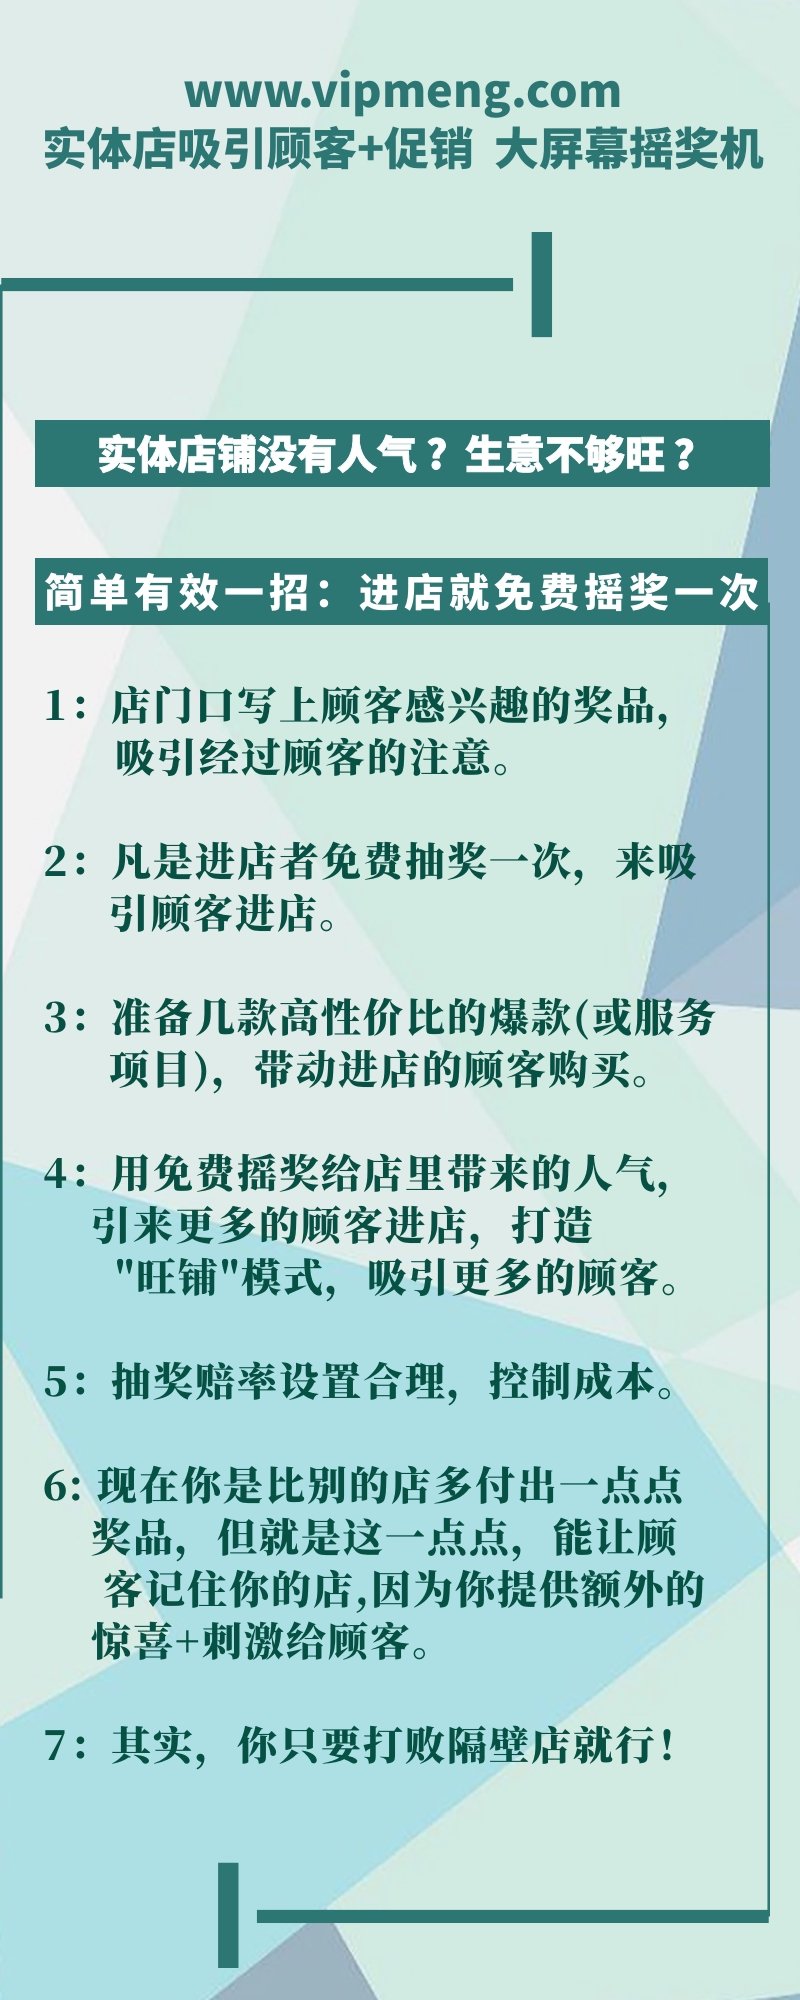 www.vipmeng.com
实体店吸引顾客+促销 大屏幕摇奖机
实体店铺没有人气？生意不够旺？
简单有效一招：进店就免费摇奖一次
1：店门口写上顾客感兴趣的奖品，
吸引经过顾客的注意。
2：凡是进店者免费抽奖一次，来吸
引顾客进店。
3：准备几款高性价比的爆款(或服务
项目)，带动进店的顾客购买。
4：用免费摇奖给店里带来的人气，
引来更多的顾客进店，打造
"旺铺"模式，吸引更多的顾客。
5：抽奖赔率设置合理，控制成本。
6: 现在你是比别的店多付出一点点
奖品，但就是这一点点，能让顾
客记住你的店,因为你提供额外的
惊喜+刺激给顾客。
7：其实，你只要打败隔壁店就行！